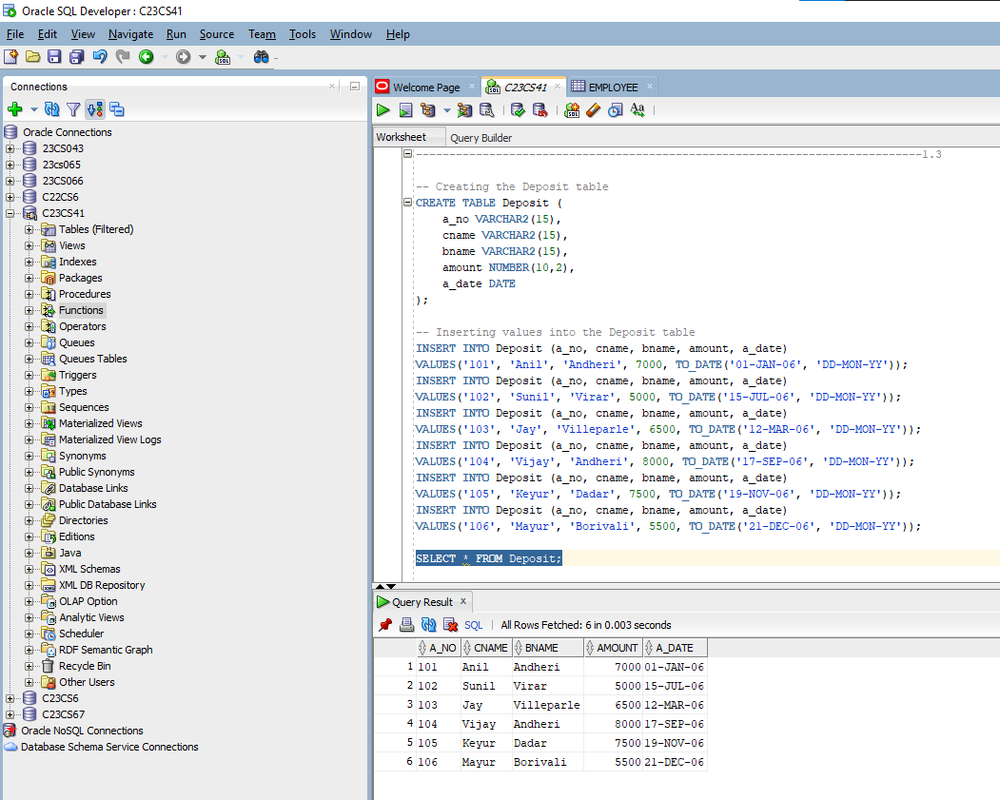 Oracle SQL Developer : C23CS41
File Edit View Navigate Run Source Team Tools Window Help
SQL
Connections
Oracle Connections
23CS043
23cs065
23CS066
C22CS6
C23CS41
Tables (Filtered)
Views
Indexes
Packages
Procedures
Functions
Operators
Queues
Queues Tables
Triggers
Types
Sequences
Materialized Views
Materialized View Logs
Synonyms
Public Synonyms
Database Links
Public Database Links
Directories
Editions
Java
XML Schemas
XML DB Repository
OLAP Option
Analytic Views
Scheduler
RDF Semantic Graph
Recycle Bin
Other Users
C23CS6
C23CS67
Oracle NoSQL Connections
Database Schema Service Connections
Welcome Page C23CS41 EMPLOYEE
Worksheet Query Builder
----------------------------------------------------------------------------1.3
-- Creating the Deposit table
CREATE TABLE Deposit (
a_no VARCHAR2(15),
cname VARCHAR2(15),
bname VARCHAR2(15),
amount NUMBER(10,2),
a_date DATE
);
-- Inserting values into the Deposit table
INSERT INTO Deposit (a_no, cname, bname, amount, a_date)
VALUES('101', 'Anil', 'Andheri', 7000, TO_DATE('01-JAN-06', 'DD-MON-YY'));
INSERT INTO Deposit (a_no, cname, bname, amount, a_date)
VALUES('102', 'Sunil', 'Virar', 5000, TO_DATE('15-JUL-06', 'DD-MON-YY'));
INSERT INTO Deposit (a_no, cname, bname, amount, a_date)
VALUES('103', 'Jay', 'Villeparle', 6500, TO_DATE('12-MAR-06', 'DD-MON-YY'));
INSERT INTO Deposit (a_no, cname, bname, amount, a_date)
VALUES('104', 'Vijay', 'Andheri', 8000, TO_DATE('17-SEP-06', 'DD-MON-YY'));
INSERT INTO Deposit (a_no, cname, bname, amount, a_date)
VALUES('105', 'Keyur', 'Dadar', 7500, TO_DATE('19-NOV-06', 'DD-MON-YY'));
INSERT INTO Deposit (a_no, cname, bname, amount, a_date)
VALUES('106', 'Mayur', 'Borivali', 5500, TO_DATE('21-DEC-06', 'DD-MON-YY'));
SELECT * FROM Deposit;
Query Result
SQL | All Rows Fetched: 6 in 0.003 seconds
A_NO CNAME BNAME AMOUNT A_DATE
1 101 Anil Andheri 7000 01-JAN-06
2 102 Sunil Virar 5000 15-JUL-06
3 103 Jay Villeparle 6500 12-MAR-06
4 104 Vijay Andheri 8000 17-SEP-06
5 105 Keyur Dadar 7500 19-NOV-06
6 106 Mayur Borivali 5500 21-DEC-06